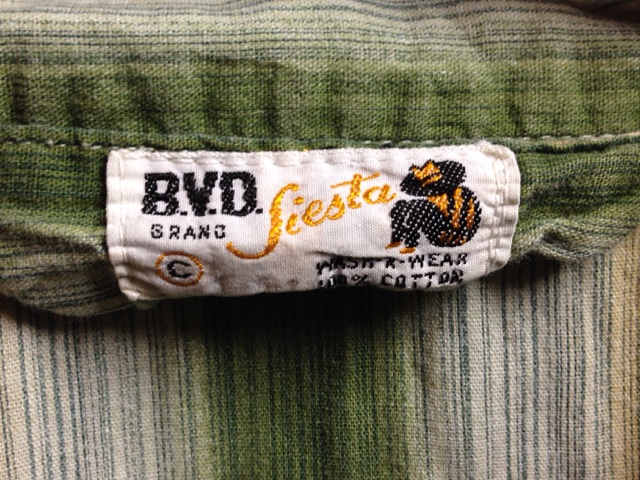 B.V.D. Siesta
BRAND
C
WASH-N-WEAR
100% COTTON